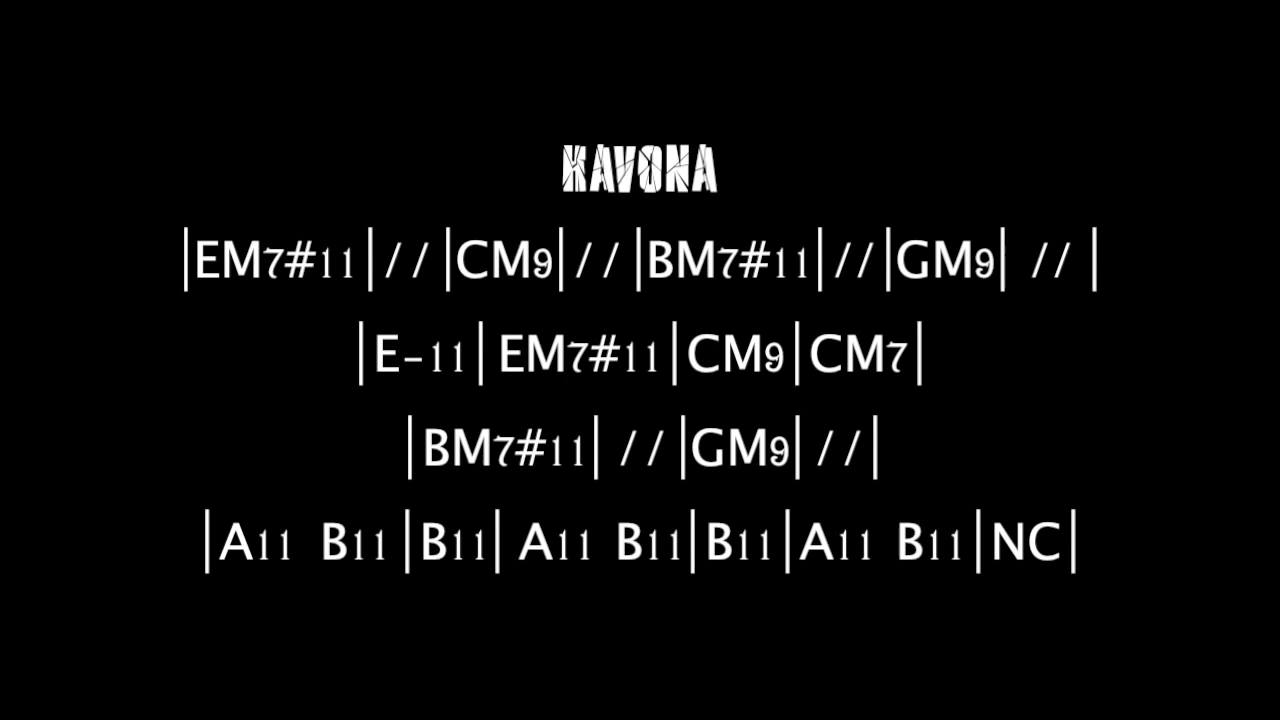 KAVONA
|EM7#11|// |CM9|// |BM7#11|//|GM9| // |
|E-11| EM7#11|CM9|CM7|
|BM7#11| // |GM9| //|
|A11 B11|B11| A11 B11|B11|A11 B11|NC|